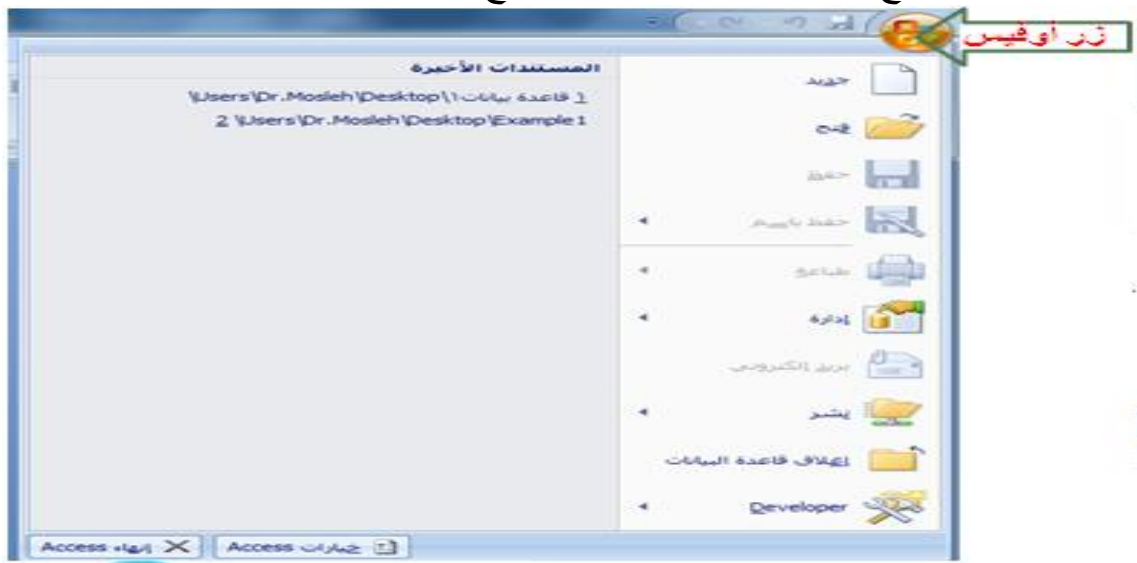 زر أوفيس
جديد
فتح
حفظ
حفظ باسم
طباعة
إدارة
بريد إلكتروني
نشر
إغلاق قاعدة البيانات
Developer
المستندات الأخيرة
1 قاعدة بيانات١\Users\Dr.Mosleh\Desktop\
2 \Users\Dr.Mosleh\Desktop\Example1
خيارات Access
إنهاء Access